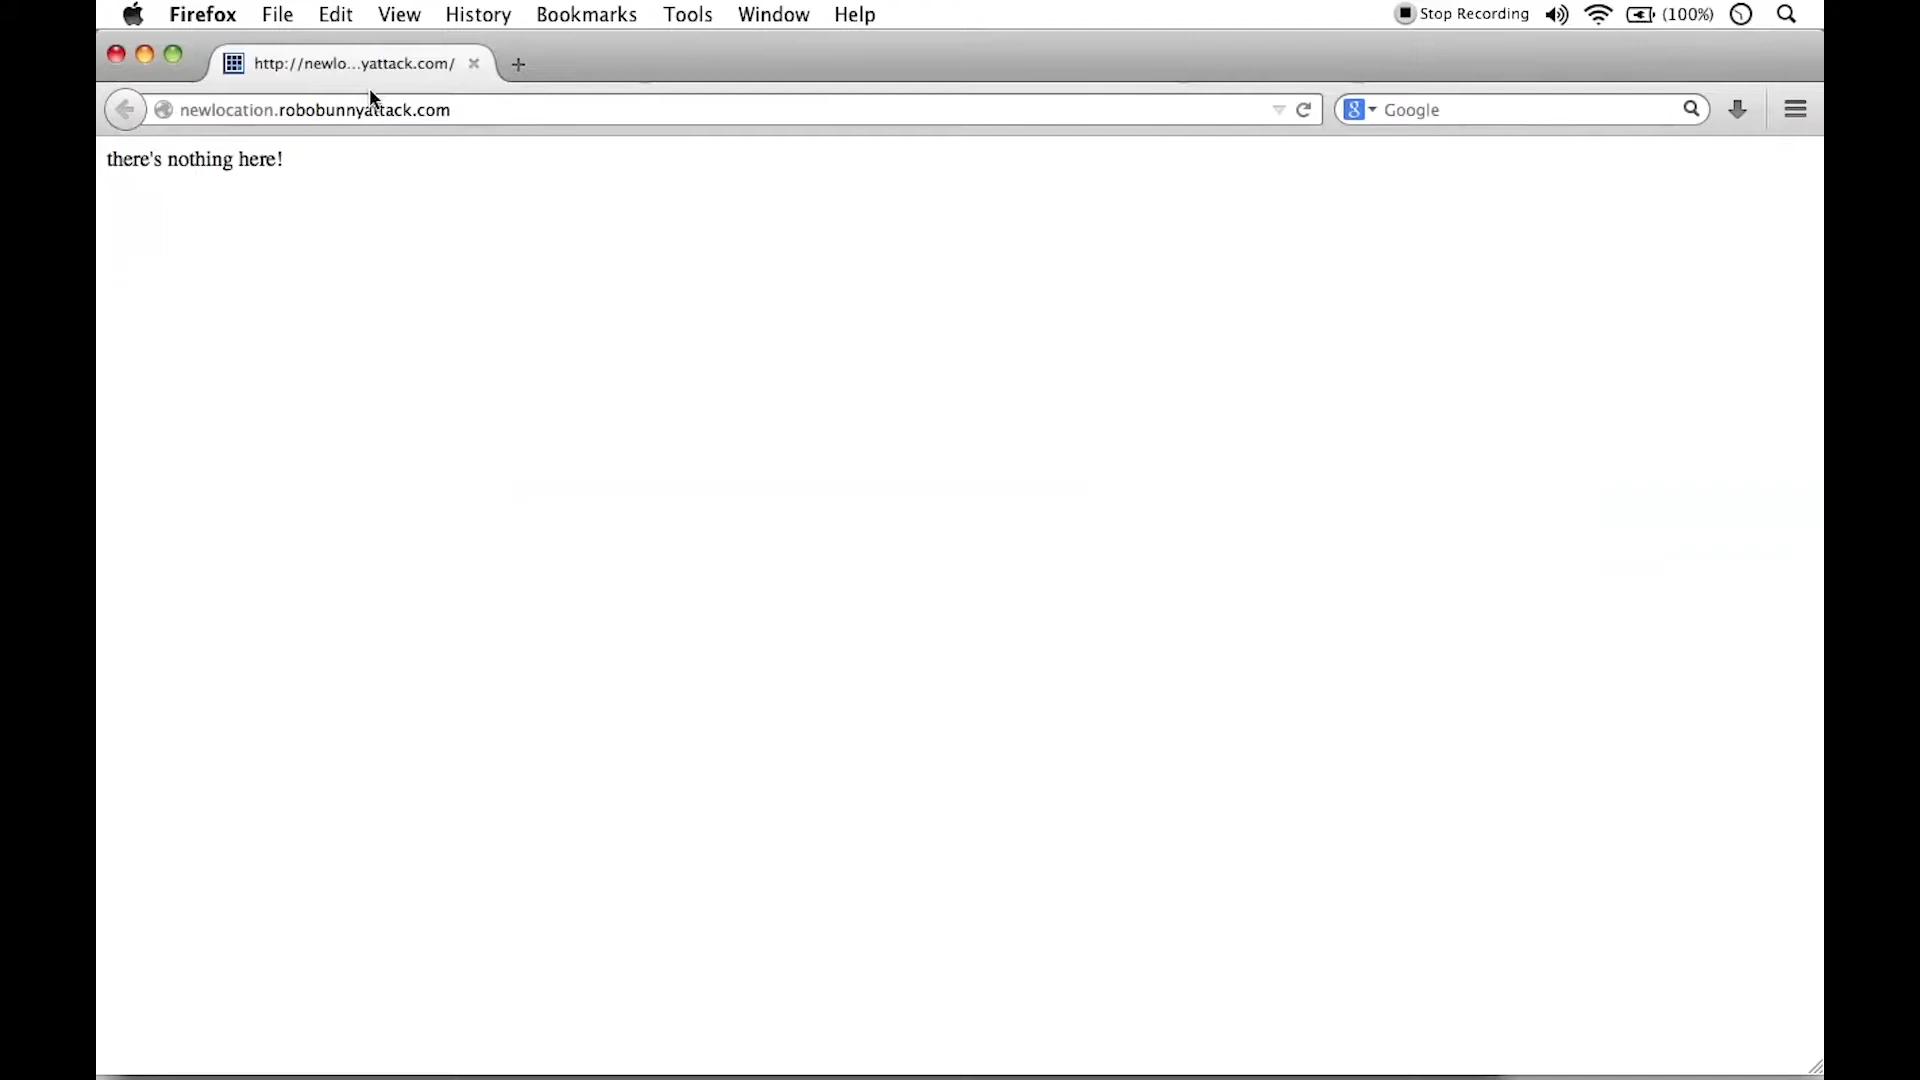 Firefox File Edit View History Bookmarks Tools Window Help Stop Recording (100%)
http://newlo...yattack.com/
newlocation.robobunnyattack.com Google
there's nothing here!